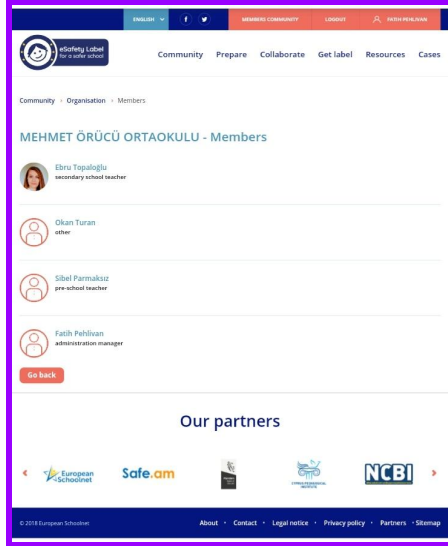 ENGLISH
MEMBERS COMMUNITY
LOGOUT
FATIH PEHLIVAN
eSafety Label
for a safer school
Community Prepare Collaborate Get label Resources Cases
Community Organisation Members
MEHMET ÖRÜCÜ ORTAOKULU - Members
Ebru Topaloğlu
secondary school teacher
Okan Turan
other
Sibel Parmaksız
pre-school teacher
Fatih Pehlivan
administration manager
Go back
Our partners
European
Schoolnet
Safe.am
CYPRUS PEDAGOGICAL
INSTITUTE
NCBI
© 2018 European Schoolnet
About · Contact · Legal notice · Privacy policy · Partners · Sitemap